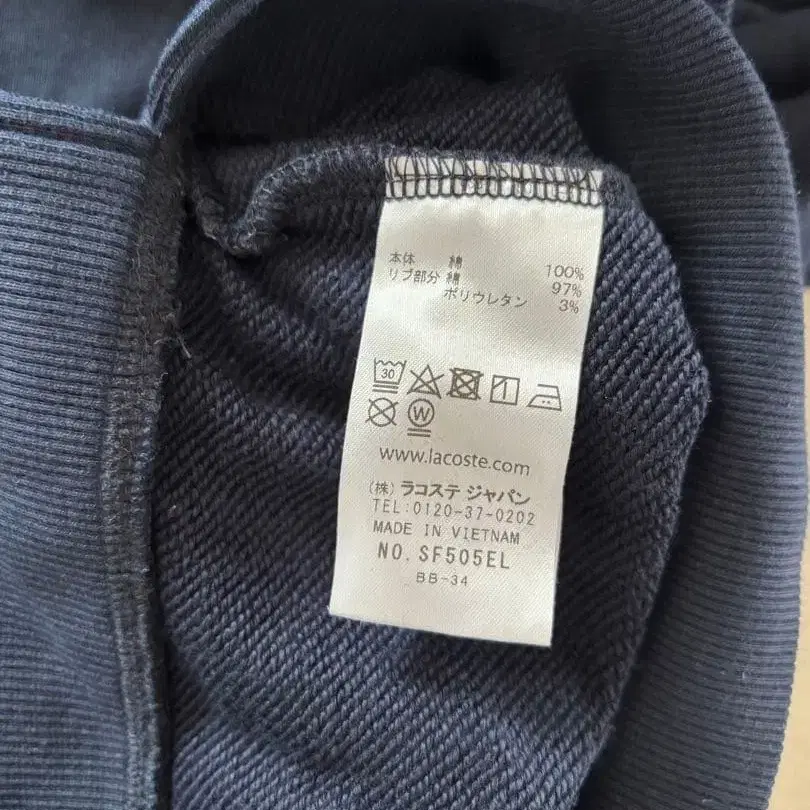 本体 綿 100%
リブ部分 綿 97%
ポリウレタン 3%
30
W
www.lacoste.com
(株) ラコステ ジャパン
TEL:0120-37-0202
MADE IN VIETNAM
NO. SF505EL
BB-34